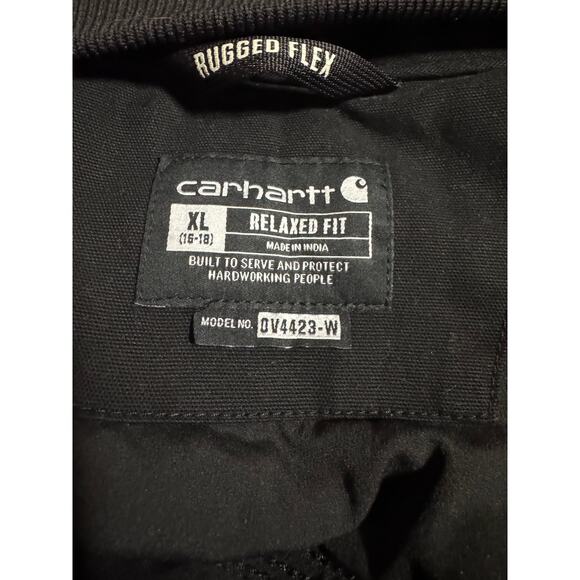 RUGGED FLEX
carhartt
XL
(16-18)
RELAXED FIT
MADE IN INDIA
BUILT TO SERVE AND PROTECT
HARDWORKING PEOPLE
MODEL NO. OV4423-W